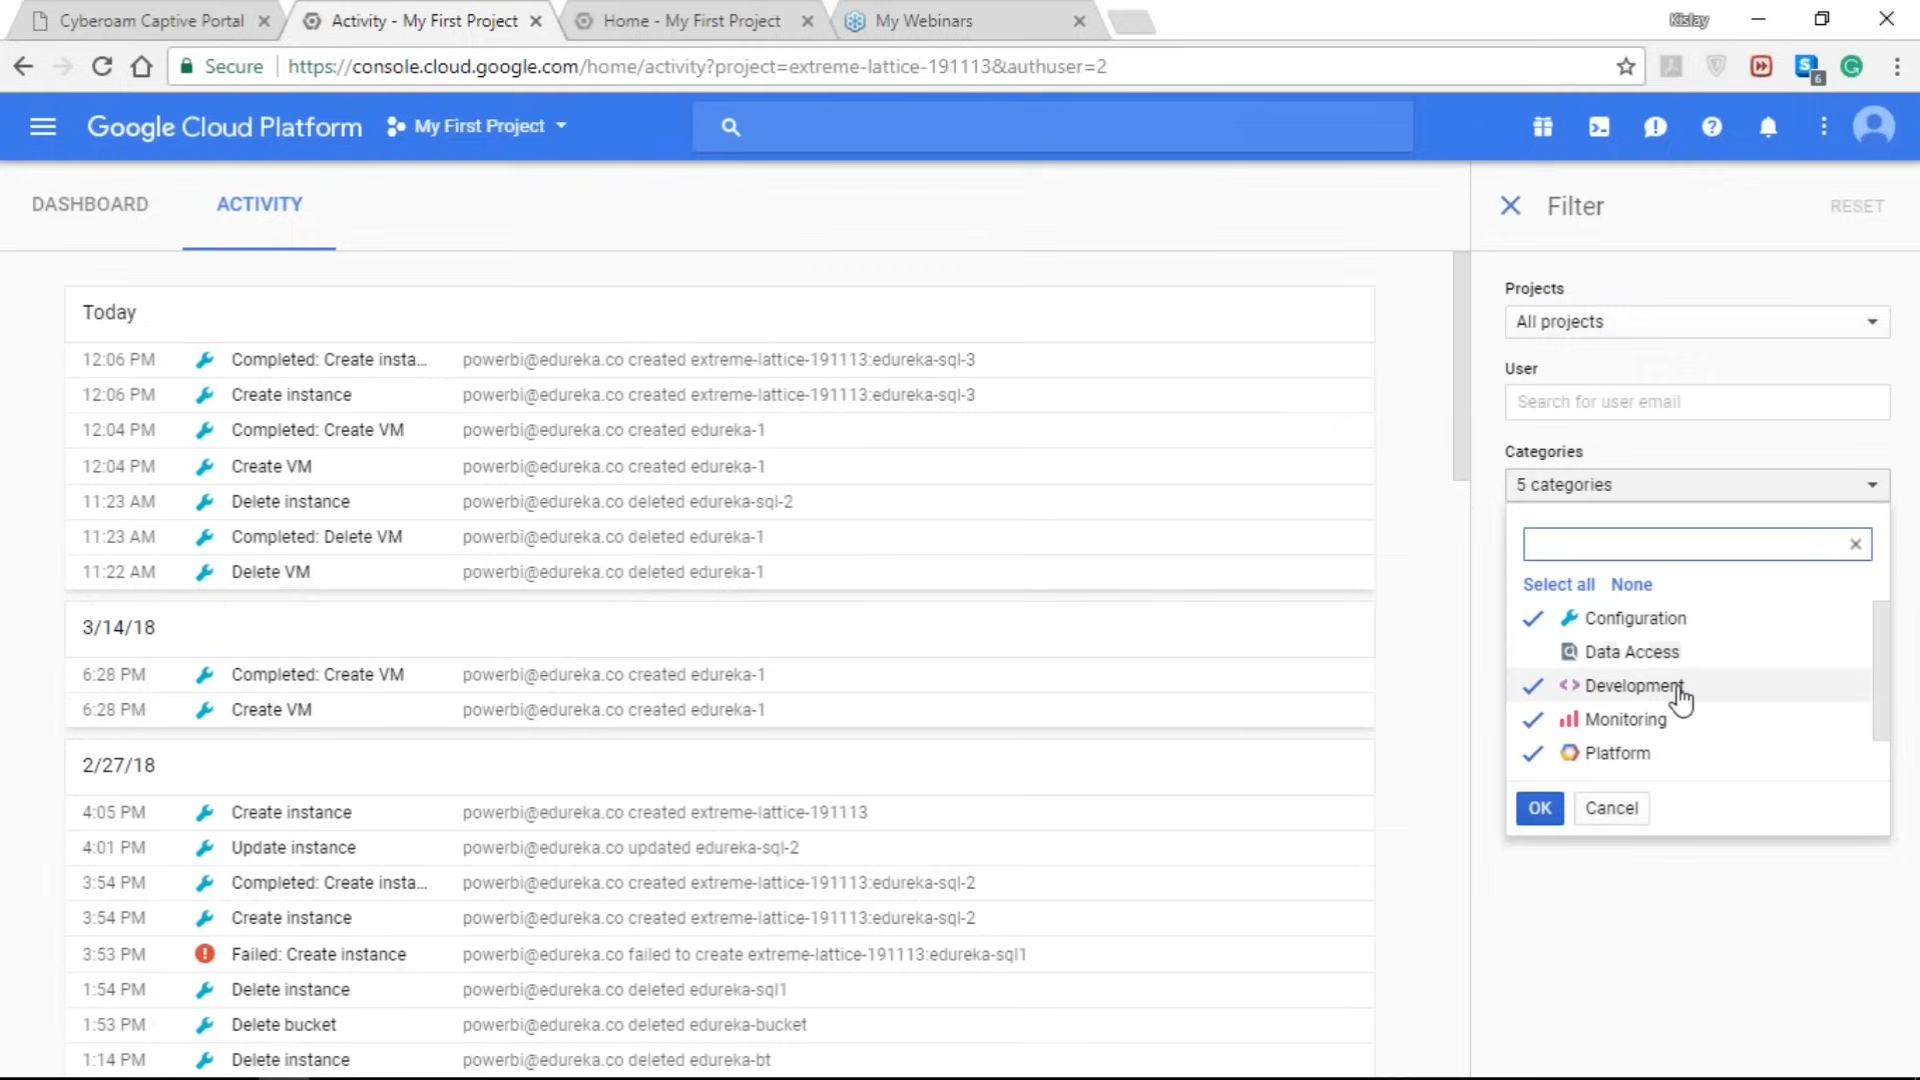 Cyberoam Captive Portal
Activity - My First Project
Home - My First Project
My Webinars
Kislay
Secure
https://console.cloud.google.com/home/activity?project=extreme-lattice-191113&authuser=2
6
Google Cloud Platform
My First Project
DASHBOARD
ACTIVITY
Today
12:06 PM Completed: Create insta... powerbi@edureka.co created extreme-lattice-191113:edureka-sql-3
12:06 PM Create instance powerbi@edureka.co created extreme-lattice-191113:edureka-sql-3
12:04 PM Completed: Create VM powerbi@edureka.co created edureka-1
12:04 PM Create VM powerbi@edureka.co created edureka-1
11:23 AM Delete instance powerbi@edureka.co deleted edureka-sql-2
11:23 AM Completed: Delete VM powerbi@edureka.co deleted edureka-1
11:22 AM Delete VM powerbi@edureka.co deleted edureka-1
3/14/18
6:28 PM Completed: Create VM powerbi@edureka.co created edureka-1
6:28 PM Create VM powerbi@edureka.co created edureka-1
2/27/18
4:05 PM Create instance powerbi@edureka.co created extreme-lattice-191113
4:01 PM Update instance powerbi@edureka.co updated edureka-sql-2
3:54 PM Completed: Create insta... powerbi@edureka.co created extreme-lattice-191113:edureka-sql-2
3:54 PM Create instance powerbi@edureka.co created extreme-lattice-191113:edureka-sql-2
3:53 PM Failed: Create instance powerbi@edureka.co failed to create extreme-lattice-191113:edureka-sql1
1:54 PM Delete instance powerbi@edureka.co deleted edureka-sql1
1:53 PM Delete bucket powerbi@edureka.co deleted edureka-bucket
1:14 PM Delete instance powerbi@edureka.co deleted edureka-bt
Filter
RESET
Projects
All projects
User
Search for user email
Categories
5 categories
Select all None
Configuration
Data Access
Development
Monitoring
Platform
OK Cancel